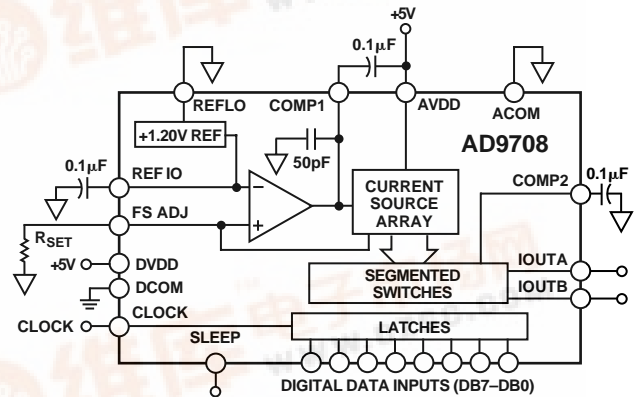 +5V
0.1µF
REFLO
COMP1
AVDD
ACOM
+1.20V REF
AD9708
50pF
0.1µF
REF IO
COMP2
0.1µF
CURRENT
SOURCE
ARRAY
−
+
FS ADJ
RSET
+5V
DVDD
DCOM
SEGMENTED
SWITCHES
IOUTA
IOUTB
CLOCK
CLOCK
LATCHES
SLEEP
DIGITAL DATA INPUTS (DB7–DB0)